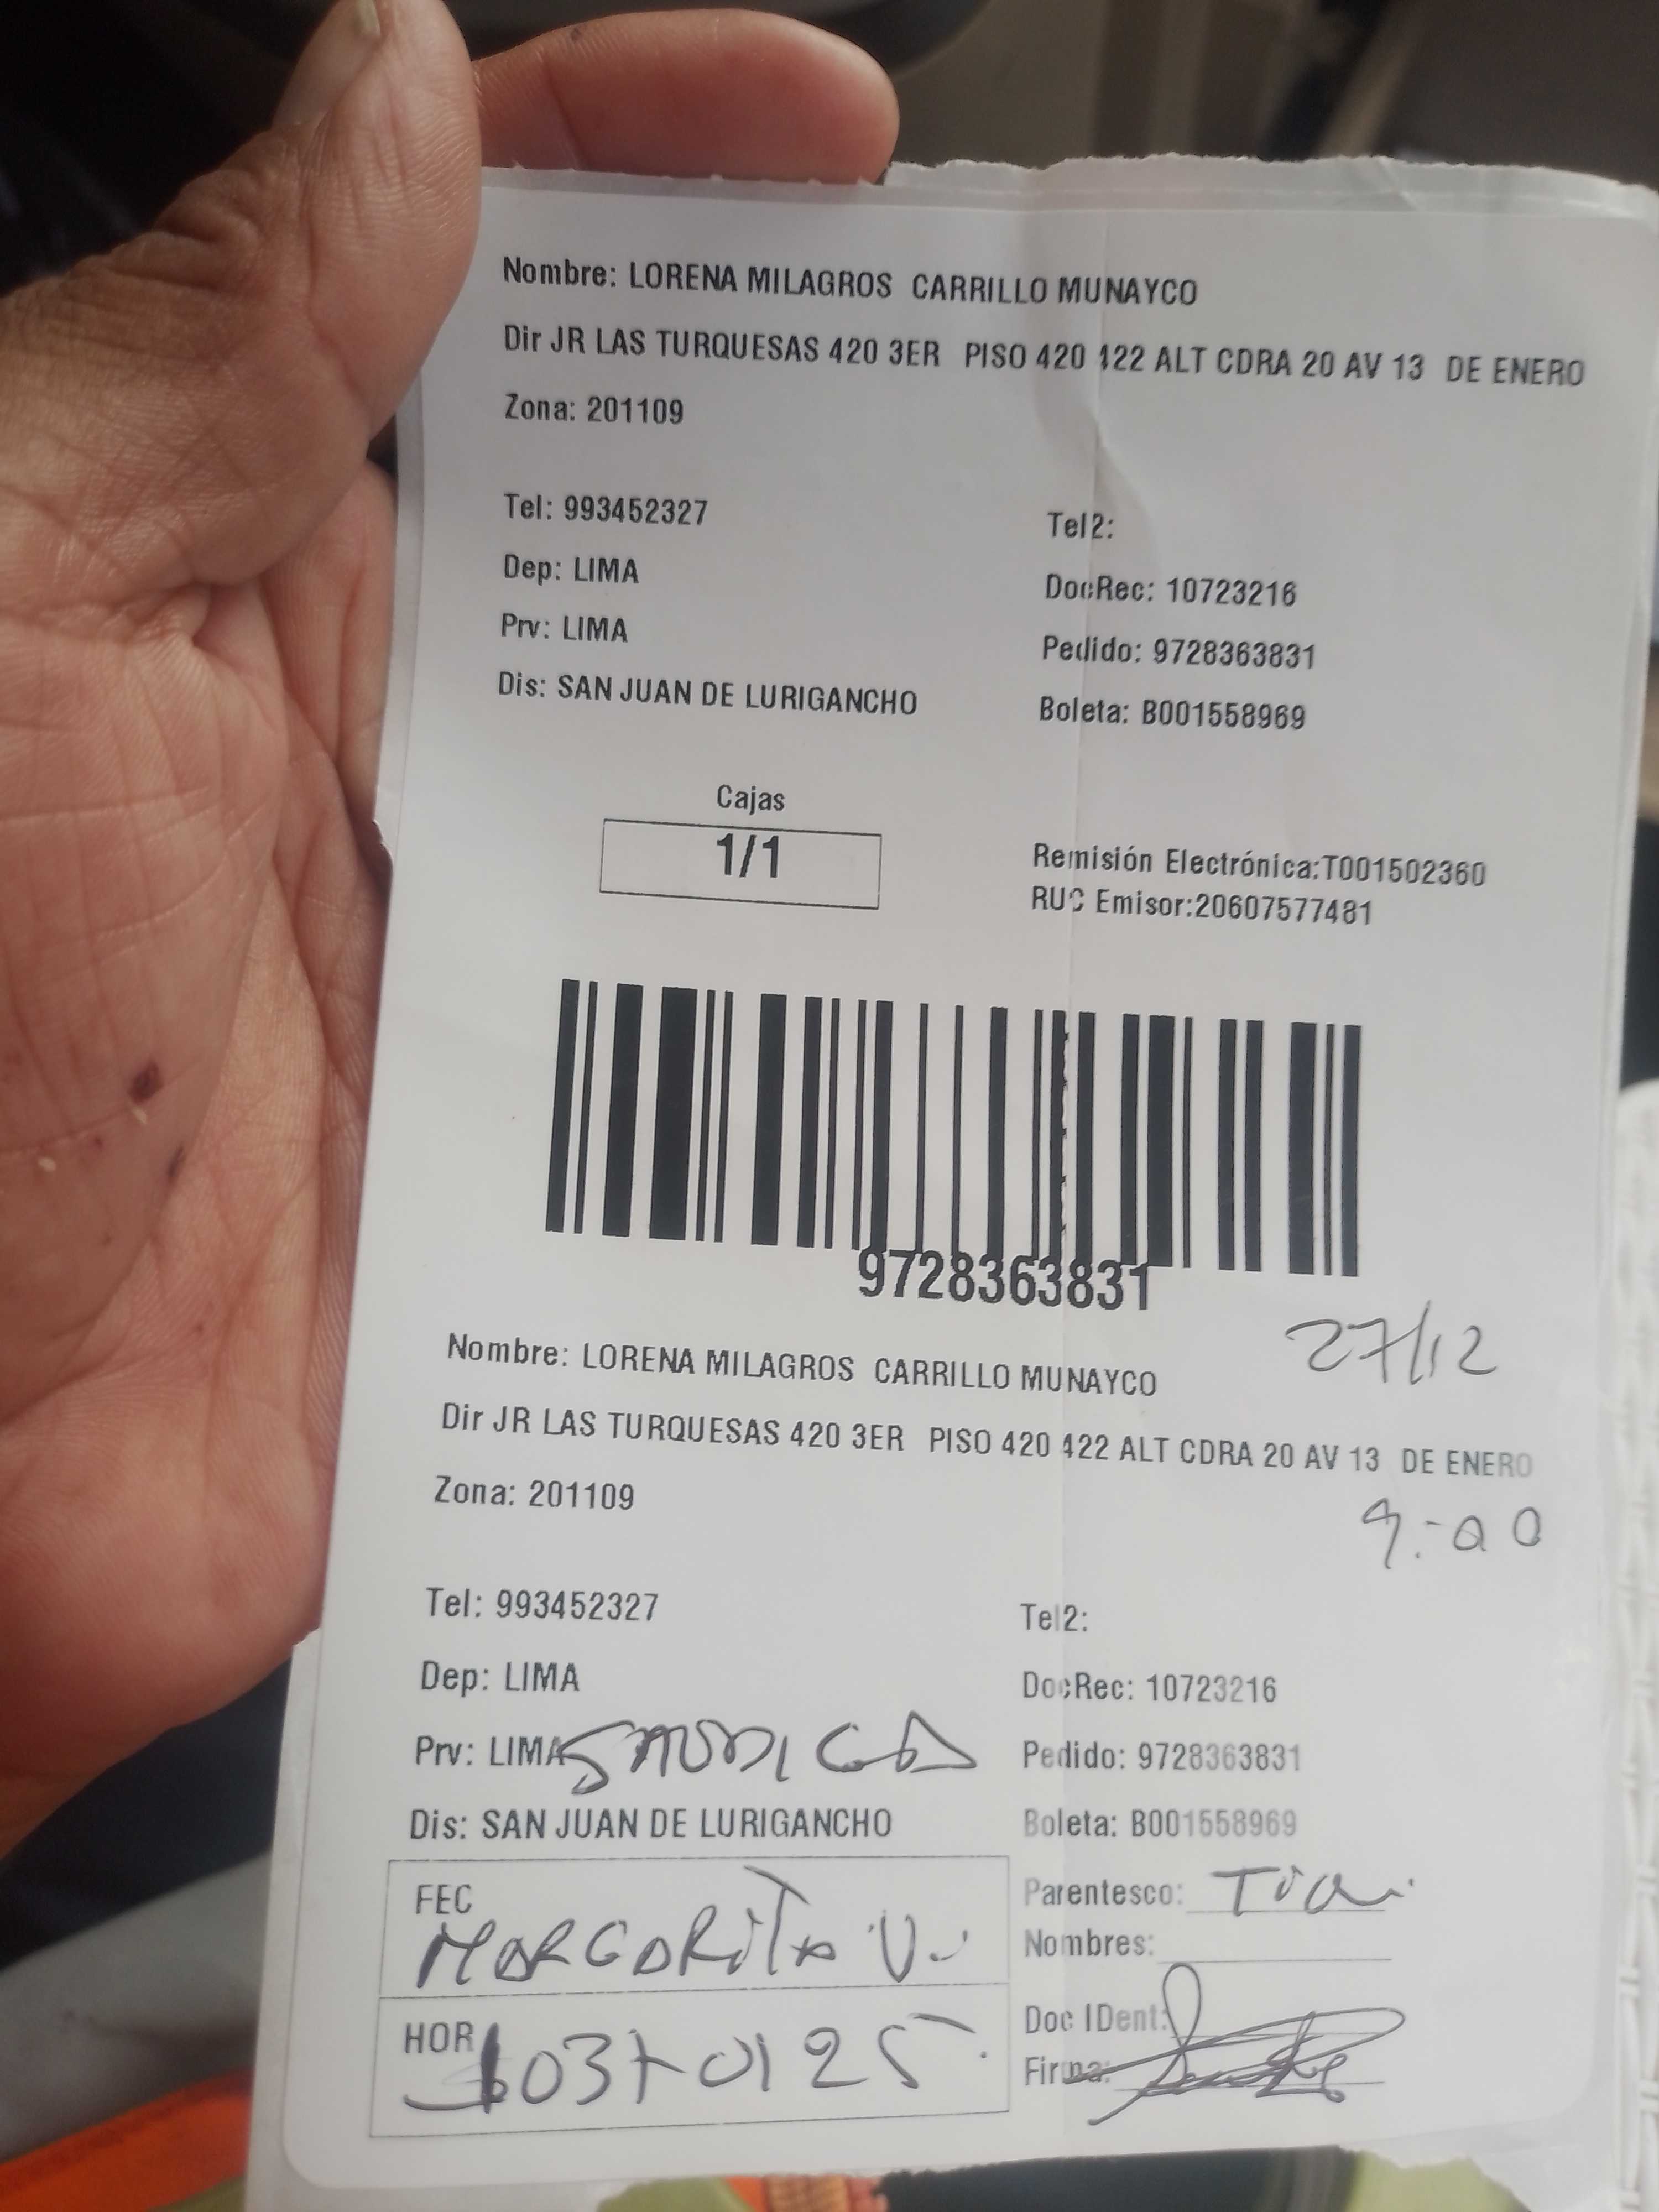 Nombre: LORENA MILAGROS CARRILLO MUNAYCO
Dir JR LAS TURQUESAS 420 3ER PISO 420 422 ALT CDRA 20 AV 13 DE ENERO
Zona: 201109
Tel: 993452327 Tel2:
Dep: LIMA DocRec: 10723216
Prv: LIMA Pedido: 9728363831
Dis: SAN JUAN DE LURIGANCHO Boleta: B001558969
Cajas
1/1
Remisión Electrónica:T001502360
RUC Emisor:20607577481
9728363831
27/12
Nombre: LORENA MILAGROS CARRILLO MUNAYCO
Dir JR LAS TURQUESAS 420 3ER PISO 420 422 ALT CDRA 20 AV 13 DE ENERO
Zona: 201109
9:00
Tel: 993452327 Tel2:
Dep: LIMA DocRec: 10723216
Prv: LIMA Pedido: 9728363831
Dis: SAN JUAN DE LURIGANCHO Boleta: B001558969
FEC MARGARITA Parentesco: Tia
Nombres:
HOR Doc IDent:
Firma: